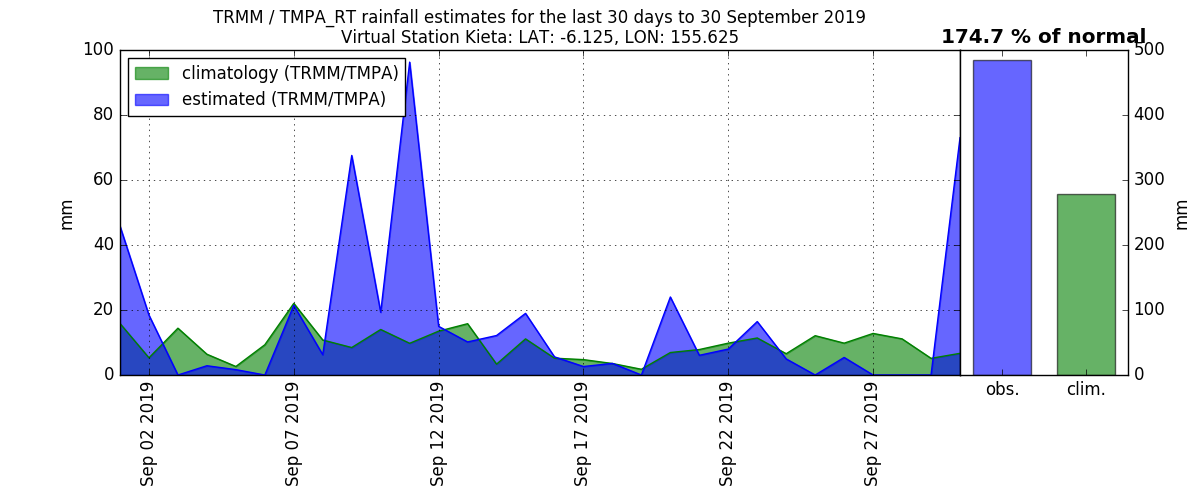 TRMM / TMPA_RT rainfall estimates for the last 30 days to 30 September 2019
Virtual Station Kieta: LAT: -6.125, LON: 155.625
174.7 % of normal
climatology (TRMM/TMPA)
estimated (TRMM/TMPA)
100
80
60
40
20
0
mm
500
400
300
200
100
0
mm
Sep 02 2019
Sep 07 2019
Sep 12 2019
Sep 17 2019
Sep 22 2019
Sep 27 2019
obs.
clim.